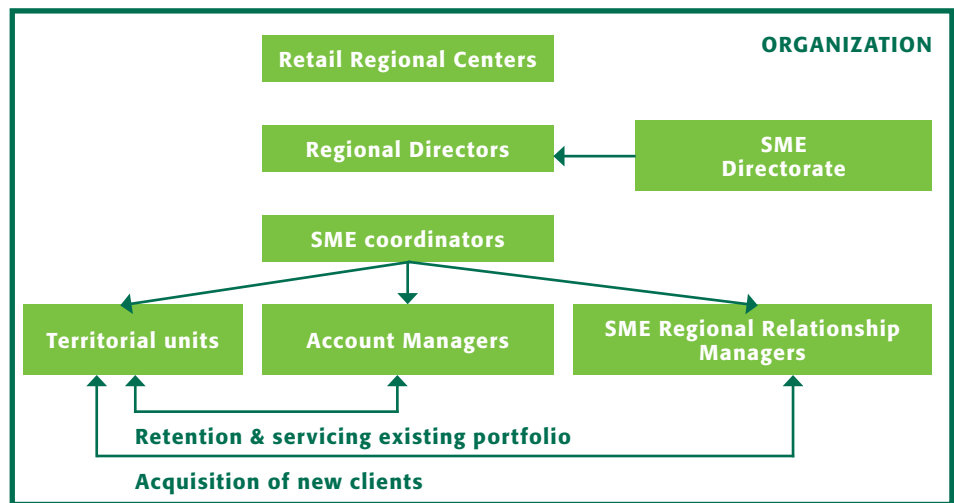 ORGANIZATION
Retail Regional Centers
Regional Directors
SME
Directorate
SME coordinators
Territorial units
Account Managers
SME Regional Relationship
Managers
Retention & servicing existing portfolio
Acquisition of new clients